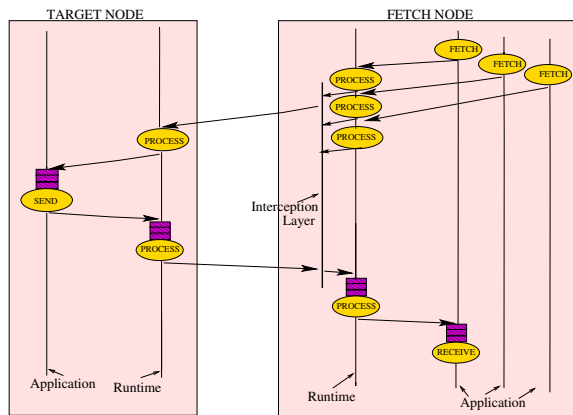 TARGET NODE
FETCH NODE
FETCH
FETCH
FETCH
PROCESS
PROCESS
PROCESS
PROCESS
SEND
PROCESS
Interception
Layer
PROCESS
RECEIVE
Application
Runtime
Runtime
Application